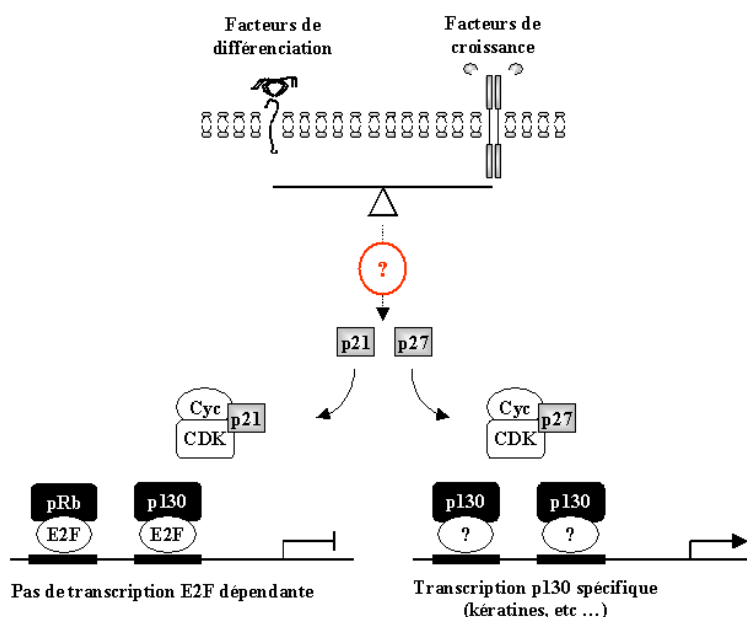 Facteurs de
différenciation
Facteurs de
croissance
?
p21
p27
Cyc
p21
CDK
Cyc
p27
CDK
pRb
p130
E2F
E2F
p130
p130
?
?
Pas de transcription E2F dépendante
Transcription p130 spécifique
(kératines, etc ...)